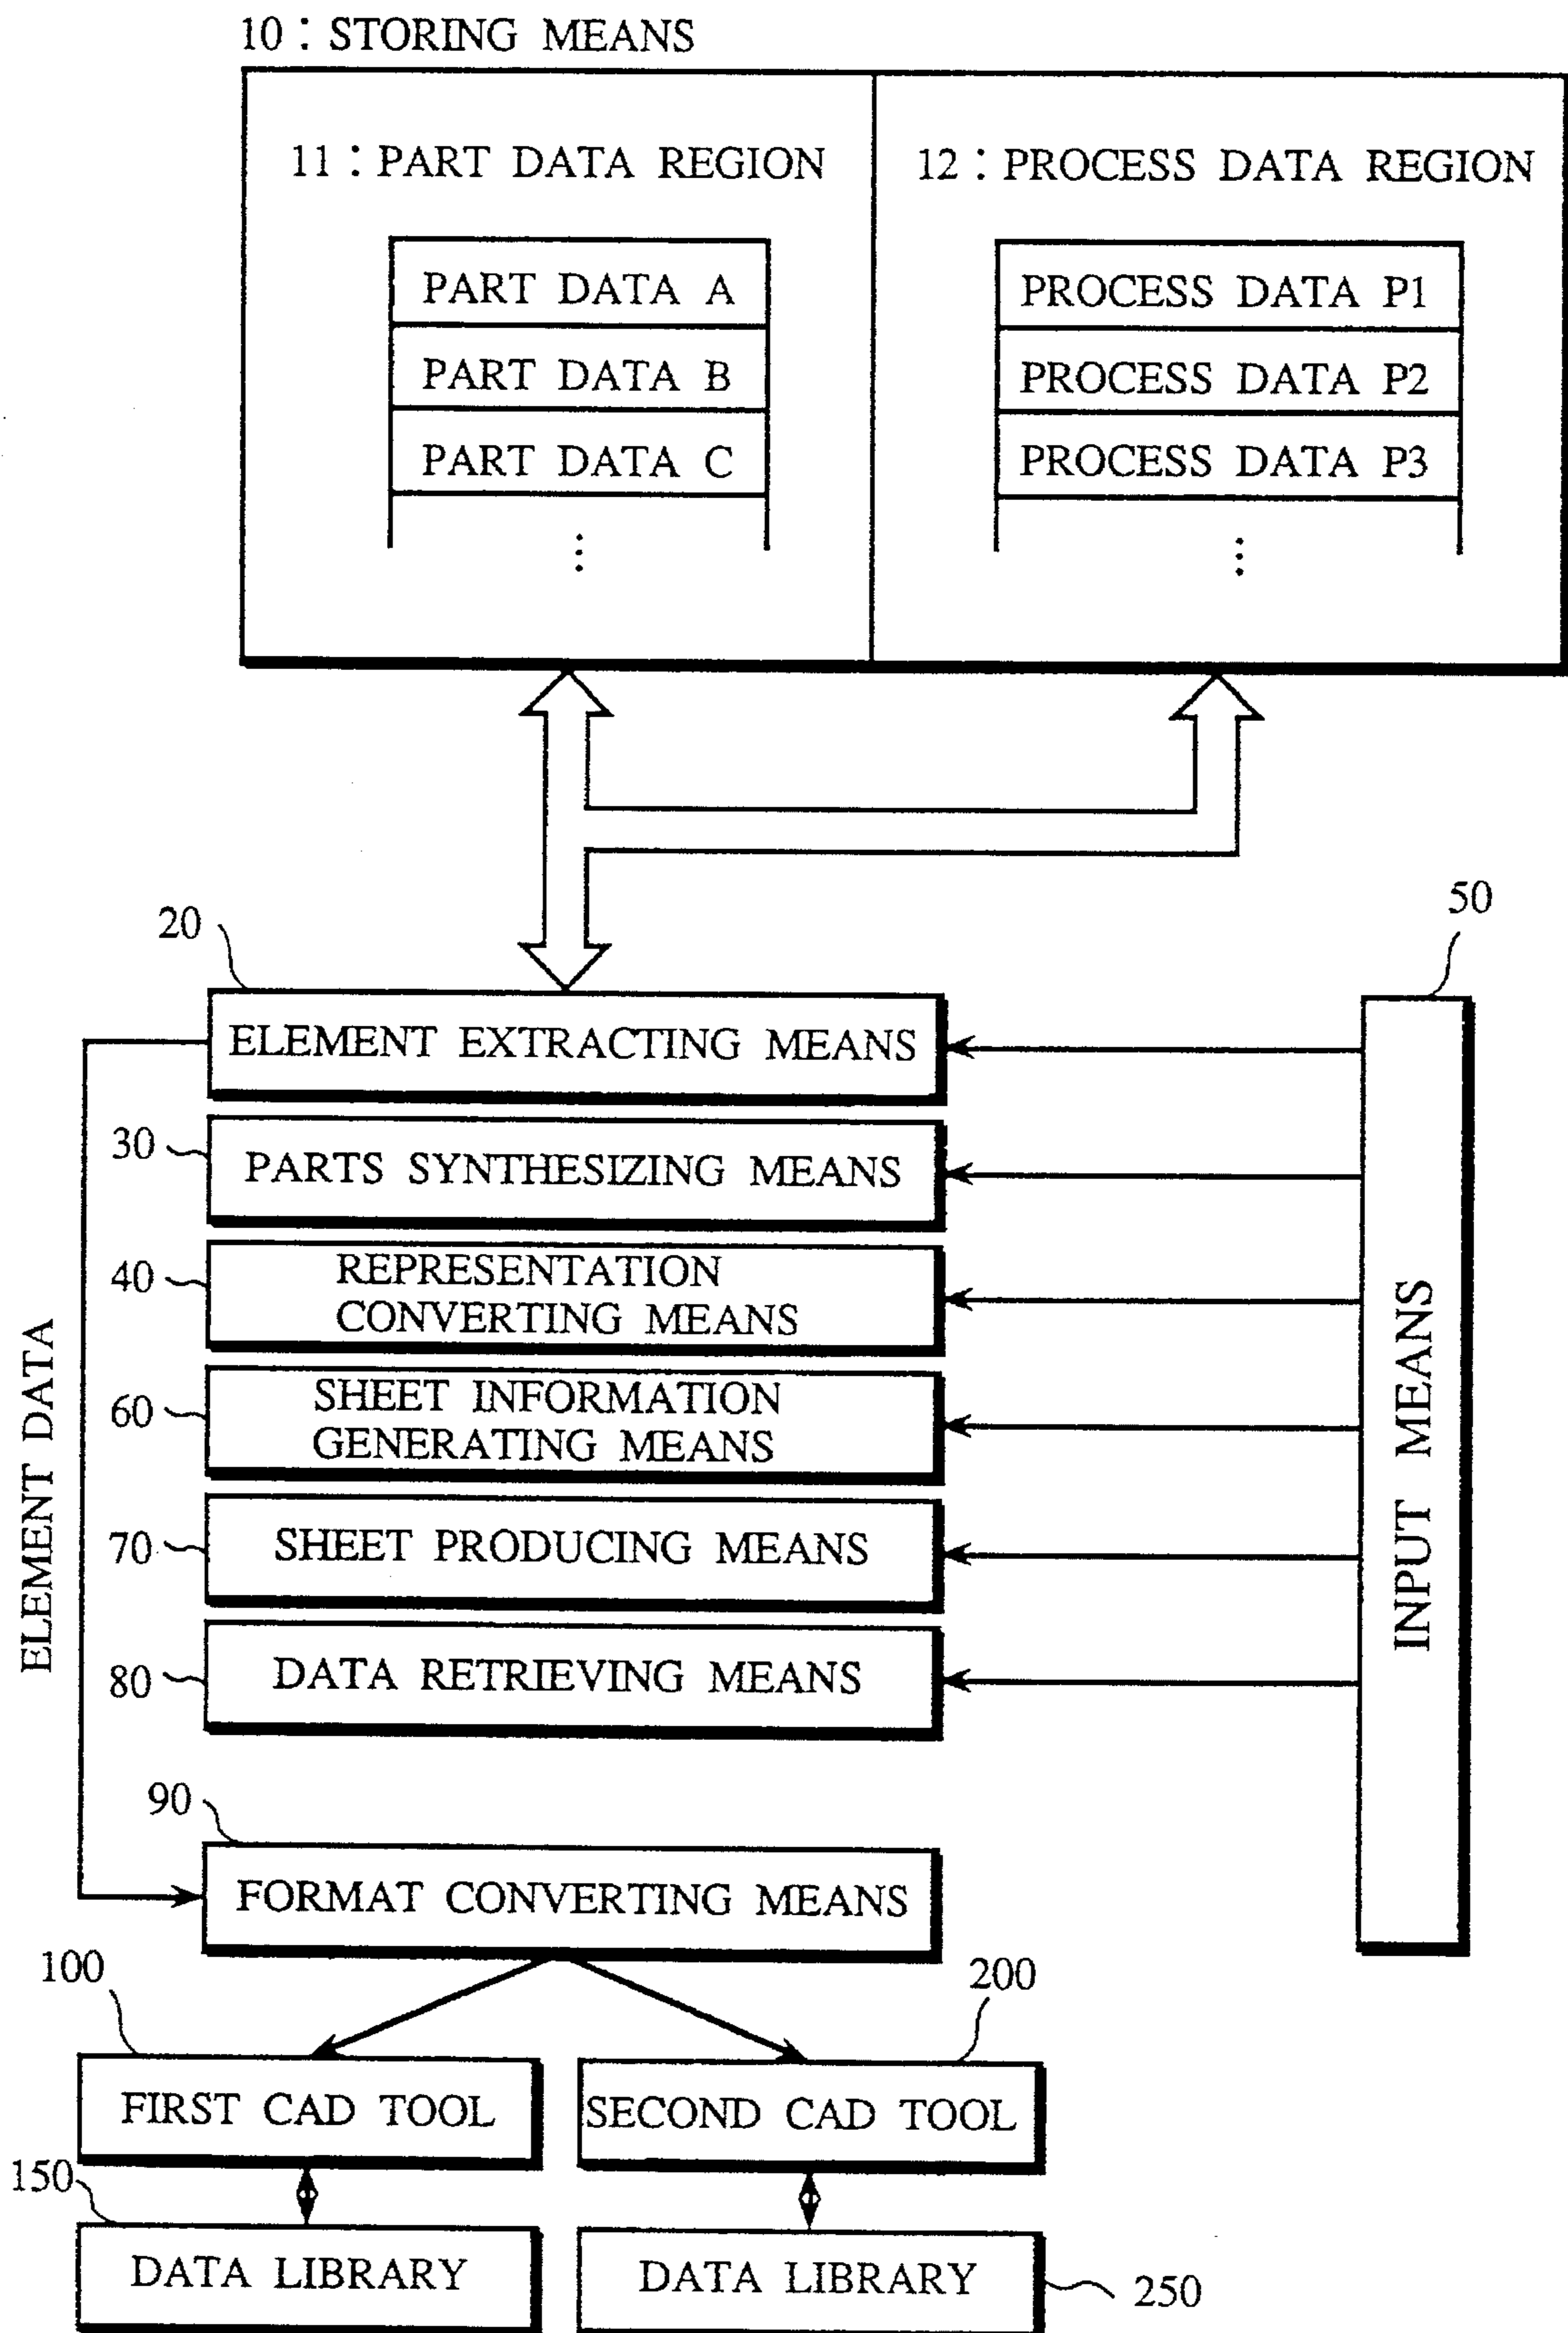 10 : STORING MEANS
11 : PART DATA REGION
PART DATA A
PART DATA B
PART DATA C
⋮
12 : PROCESS DATA REGION
PROCESS DATA P1
PROCESS DATA P2
PROCESS DATA P3
⋮
20
50
ELEMENT EXTRACTING MEANS
30
PARTS SYNTHESIZING MEANS
40
REPRESENTATION
CONVERTING MEANS
60
SHEET INFORMATION
GENERATING MEANS
70
SHEET PRODUCING MEANS
80
DATA RETRIEVING MEANS
ELEMENT DATA
INPUT MEANS
90
FORMAT CONVERTING MEANS
100
200
FIRST CAD TOOL
SECOND CAD TOOL
150
DATA LIBRARY
DATA LIBRARY
250